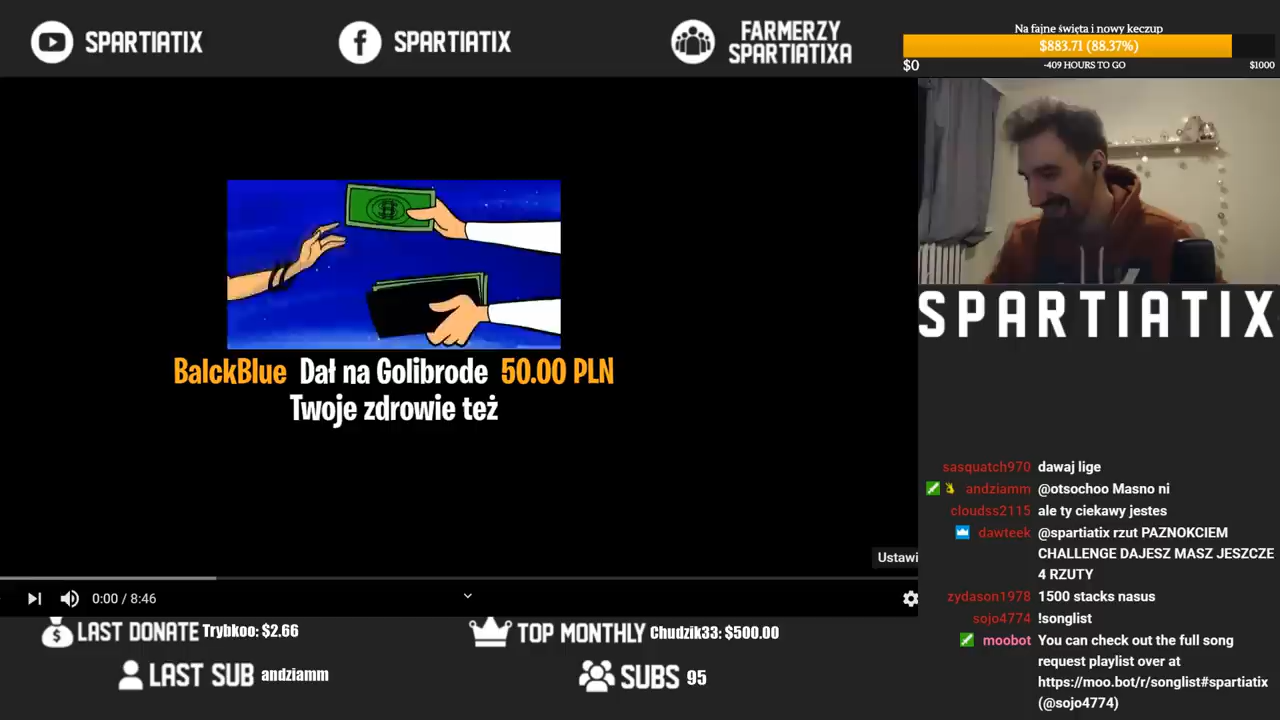 SPARTIATIX
SPARTIATIX
FARMERZY
SPARTIATIXA
Na fajne święta i nowy keczup
$883.71 (88.37%)
$0
-409 HOURS TO GO
$1000
BalckBlue Dał na Golibrode 50.00 PLN
Twoje zdrowie też
SPARTIATIX
sasquatch970 dawaj lige
andziamm @otsochoo Masno ni
cloudss2115 ale ty ciekawy jestes
dawteek @spartiatix rzut PAZNOKCIEM
CHALLENGE DAJESZ MASZ JESZCZE
4 RZUTY
zydason1978 1500 stacks nasus
sojo4774 !songlist
moobot You can check out the full song
request playlist over at
https://moo.bot/r/songlist#spartiatix
(@sojo4774)
Ustawi
0:00 / 8:46
LAST DONATE Trybkoo: $2.66
TOP MONTHLY Chudzik33: $500.00
LAST SUB andziamm
SUBS 95